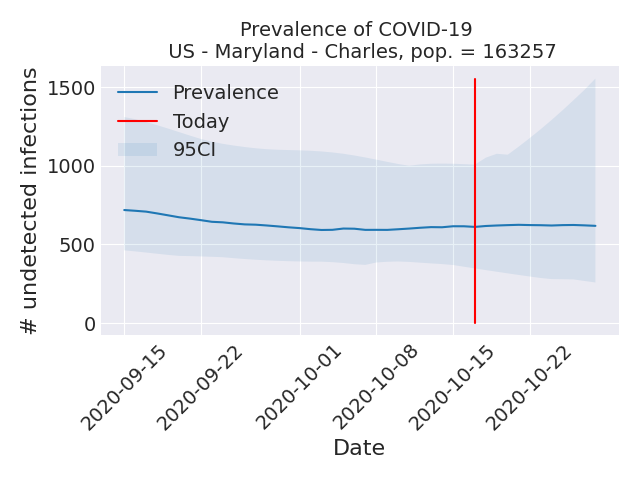 Prevalence of COVID-19
US - Maryland - Charles, pop. = 163257
# undetected infections
1500
1000
500
0
Prevalence
Today
95CI
2020-09-15
2020-09-22
2020-10-01
2020-10-08
2020-10-15
2020-10-22
Date